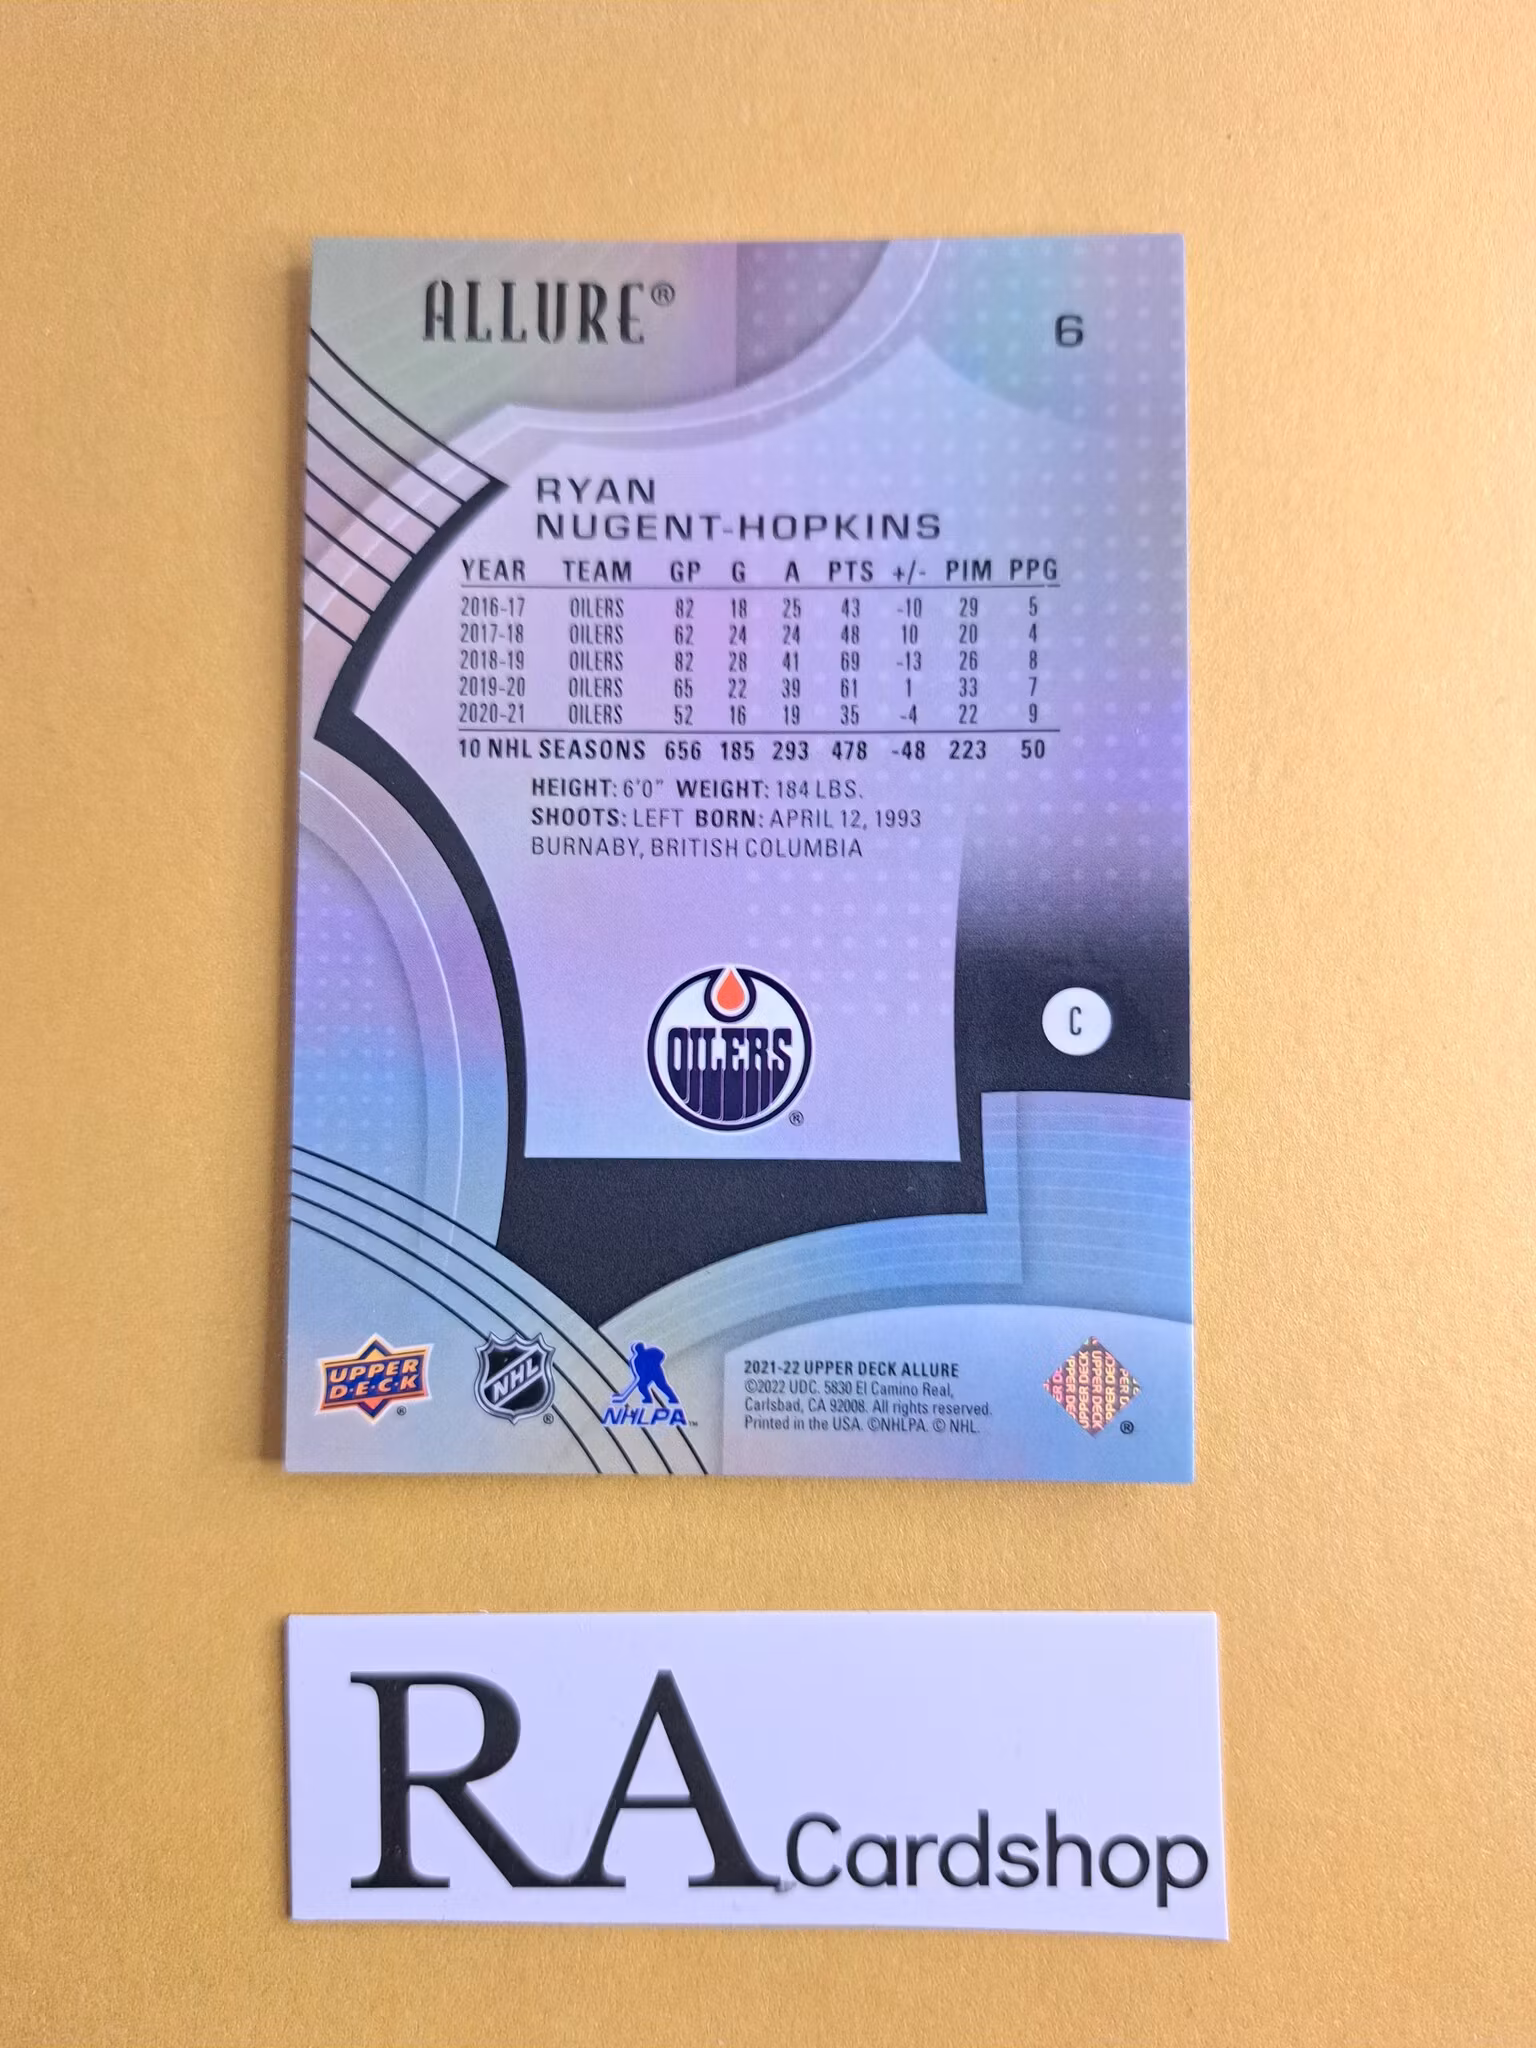 ALLURE®
6
RYAN
NUGENT-HOPKINS
YEAR TEAM GP G A PTS +/- PIM PPG
2016-17 OILERS 82 18 25 43 -10 29 5
2017-18 OILERS 62 24 24 48 10 20 4
2018-19 OILERS 82 28 41 69 -13 26 8
2019-20 OILERS 65 22 39 61 1 33 7
2020-21 OILERS 52 16 19 35 -4 22 9
10 NHL SEASONS 656 185 293 478 -48 223 50
HEIGHT: 6'0" WEIGHT: 184 LBS.
SHOOTS: LEFT BORN: APRIL 12, 1993
BURNABY, BRITISH COLUMBIA
OILERS
®
C
UPPER
D·E·C·K
®
NHL
®
NHLPA™
2021-22 UPPER DECK ALLURE
©2022 UDC. 5830 El Camino Real,
Carlsbad, CA 92008. All rights reserved.
Printed in the USA. ©NHLPA. © NHL.
UPPER DECK
UPPER DECK
®
RA Cardshop